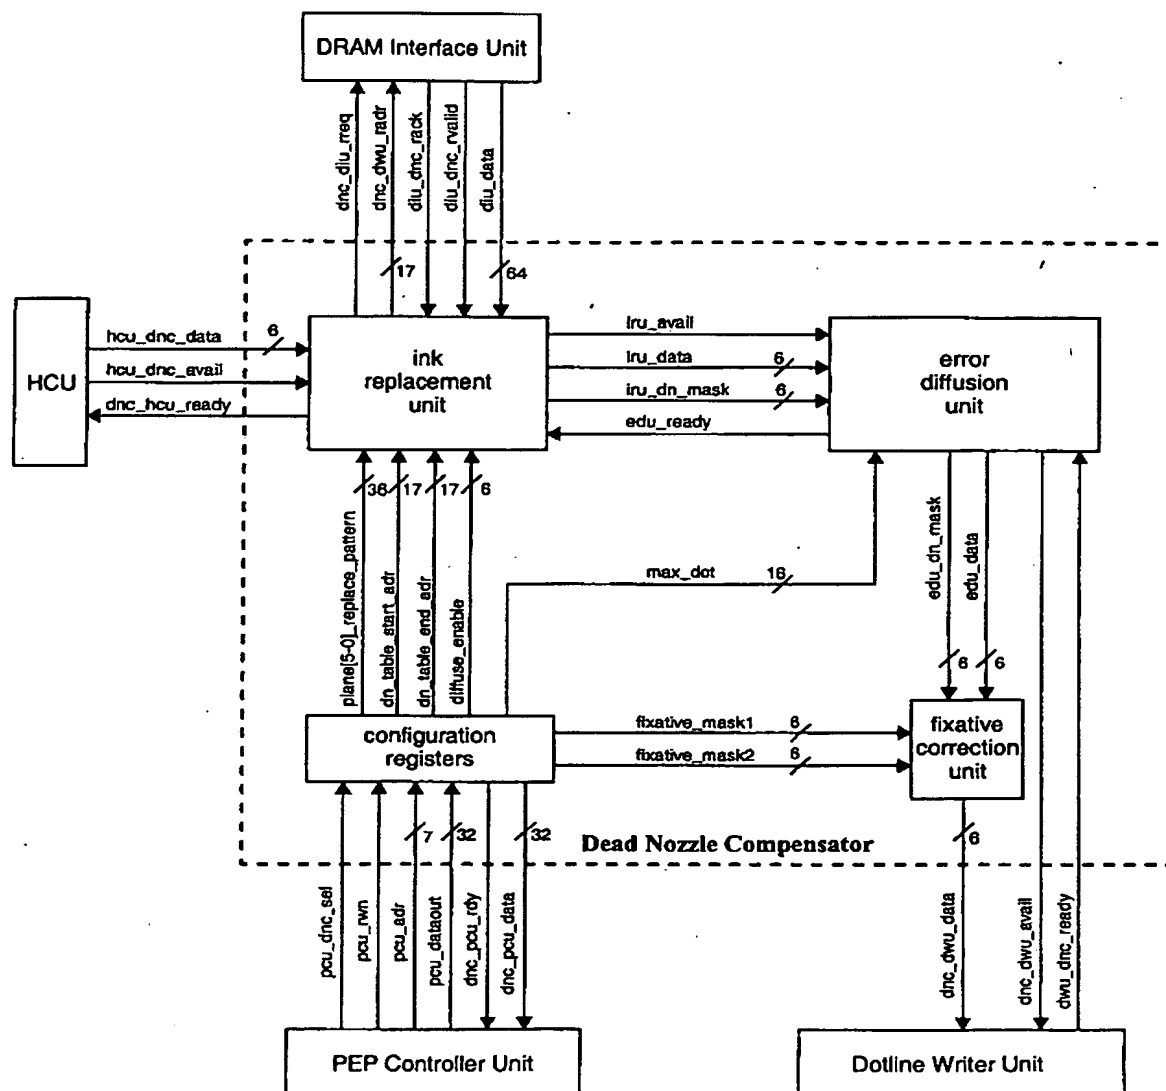 DRAM Interface Unit
dnc_diu_rreq
dnc_dwu_radr
diu_dnc_rack
diu_dnc_rvalid
diu_data
17
64
HCU
hcu_dnc_data
6
hcu_dnc_avail
dnc_hcu_ready
ink
replacement
unit
iru_avail
iru_data
6
iru_dn_mask
6
edu_ready
error
diffusion
unit
36
17
17
6
plane[5-0]_replace_pattern
dn_table_start_adr
dn_table_end_adr
diffuse_enable
max_dot
16
edu_dn_mask
edu_data
6
6
configuration
registers
fixative_mask1
6
fixative_mask2
6
fixative
correction
unit
7
32
32
Dead Nozzle Compensator
6
pcu_dnc_sel
pcu_rwn
pcu_adr
pcu_dataout
dnc_pcu_rdy
dnc_pcu_data
dnc_dwu_data
dnc_dwu_avail
dwu_dnc_ready
PEP Controller Unit
Dotline Writer Unit